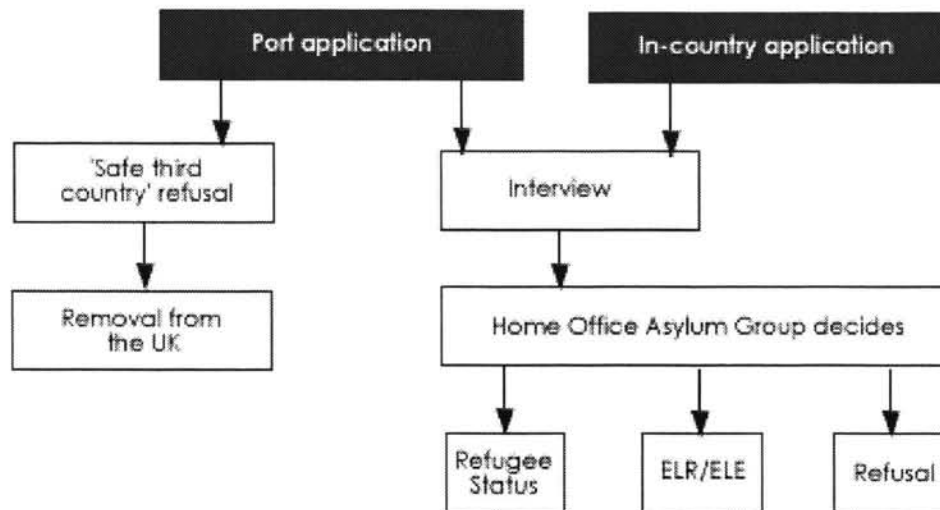 Port application
In-country application
'Safe third
country' refusal
Interview
Removal from
the UK
Home Office Asylum Group decides
Refugee
Status
ELR/ELE
Refusal